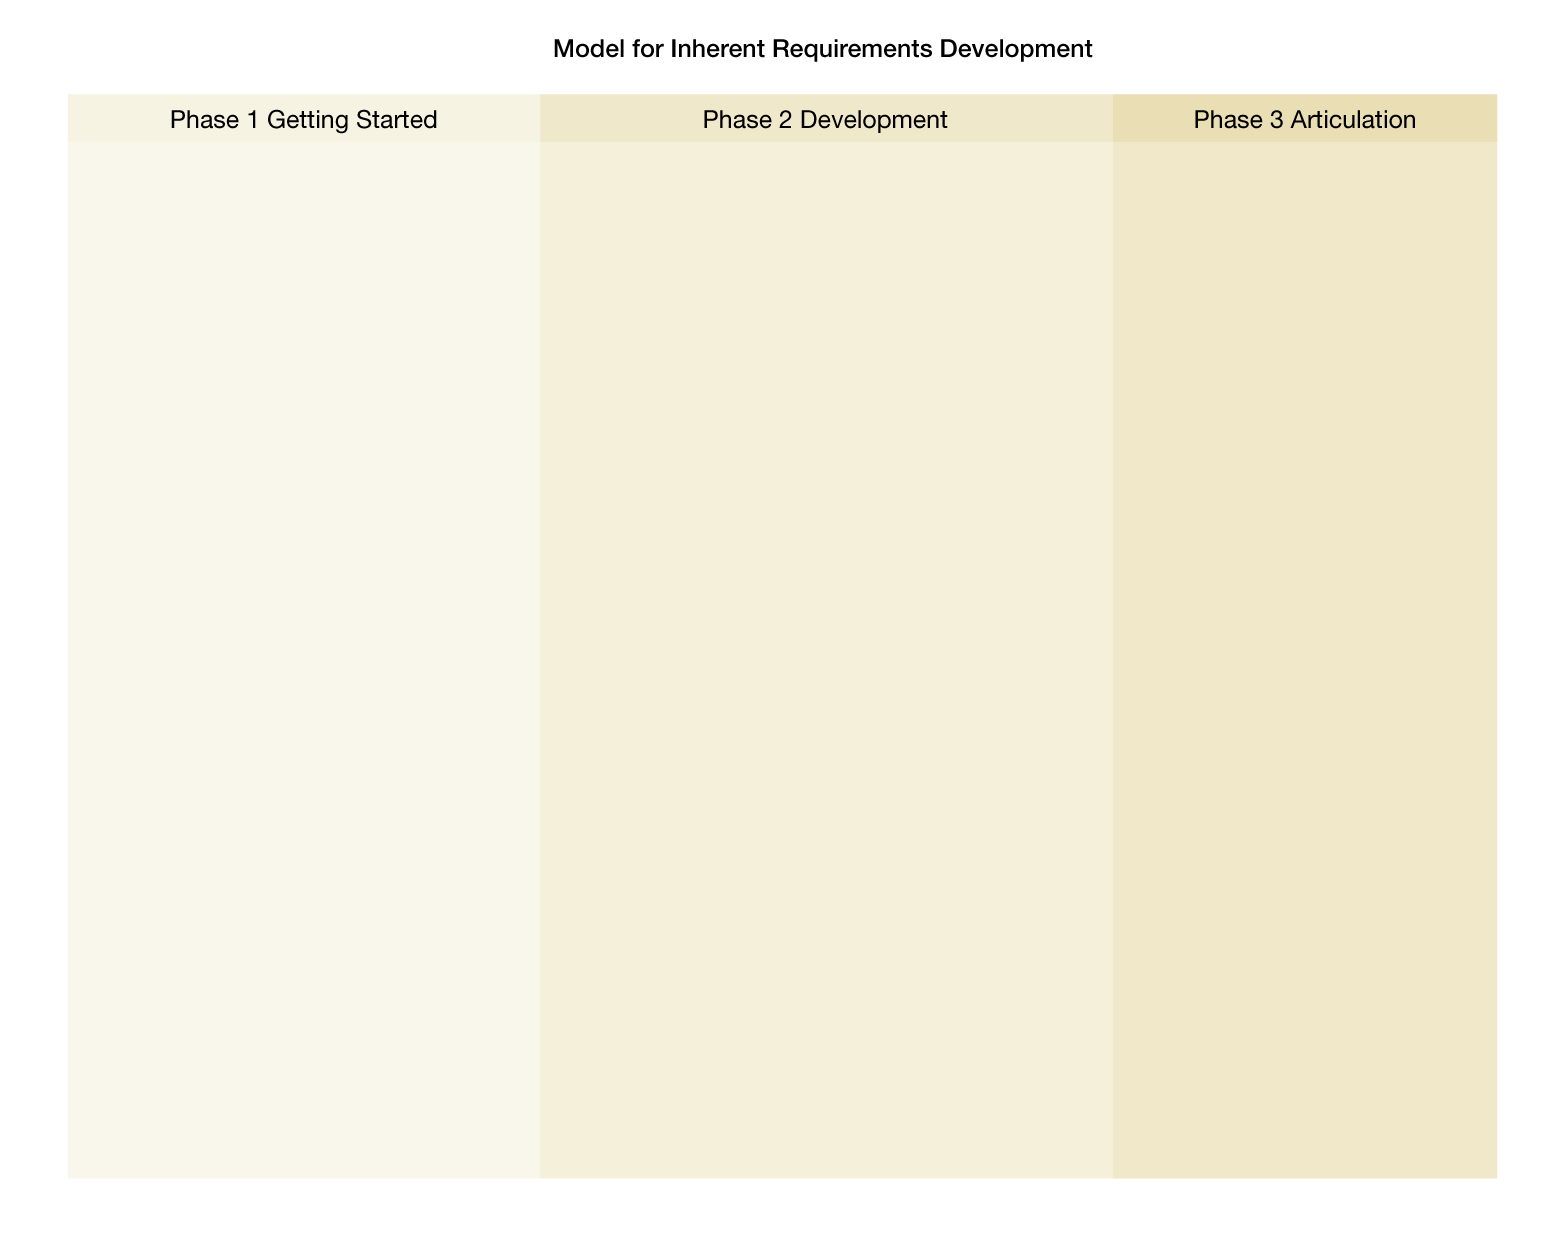 Model for Inherent Requirements Development
Phase 1 Getting Started
Phase 2 Development
Phase 3 Articulation